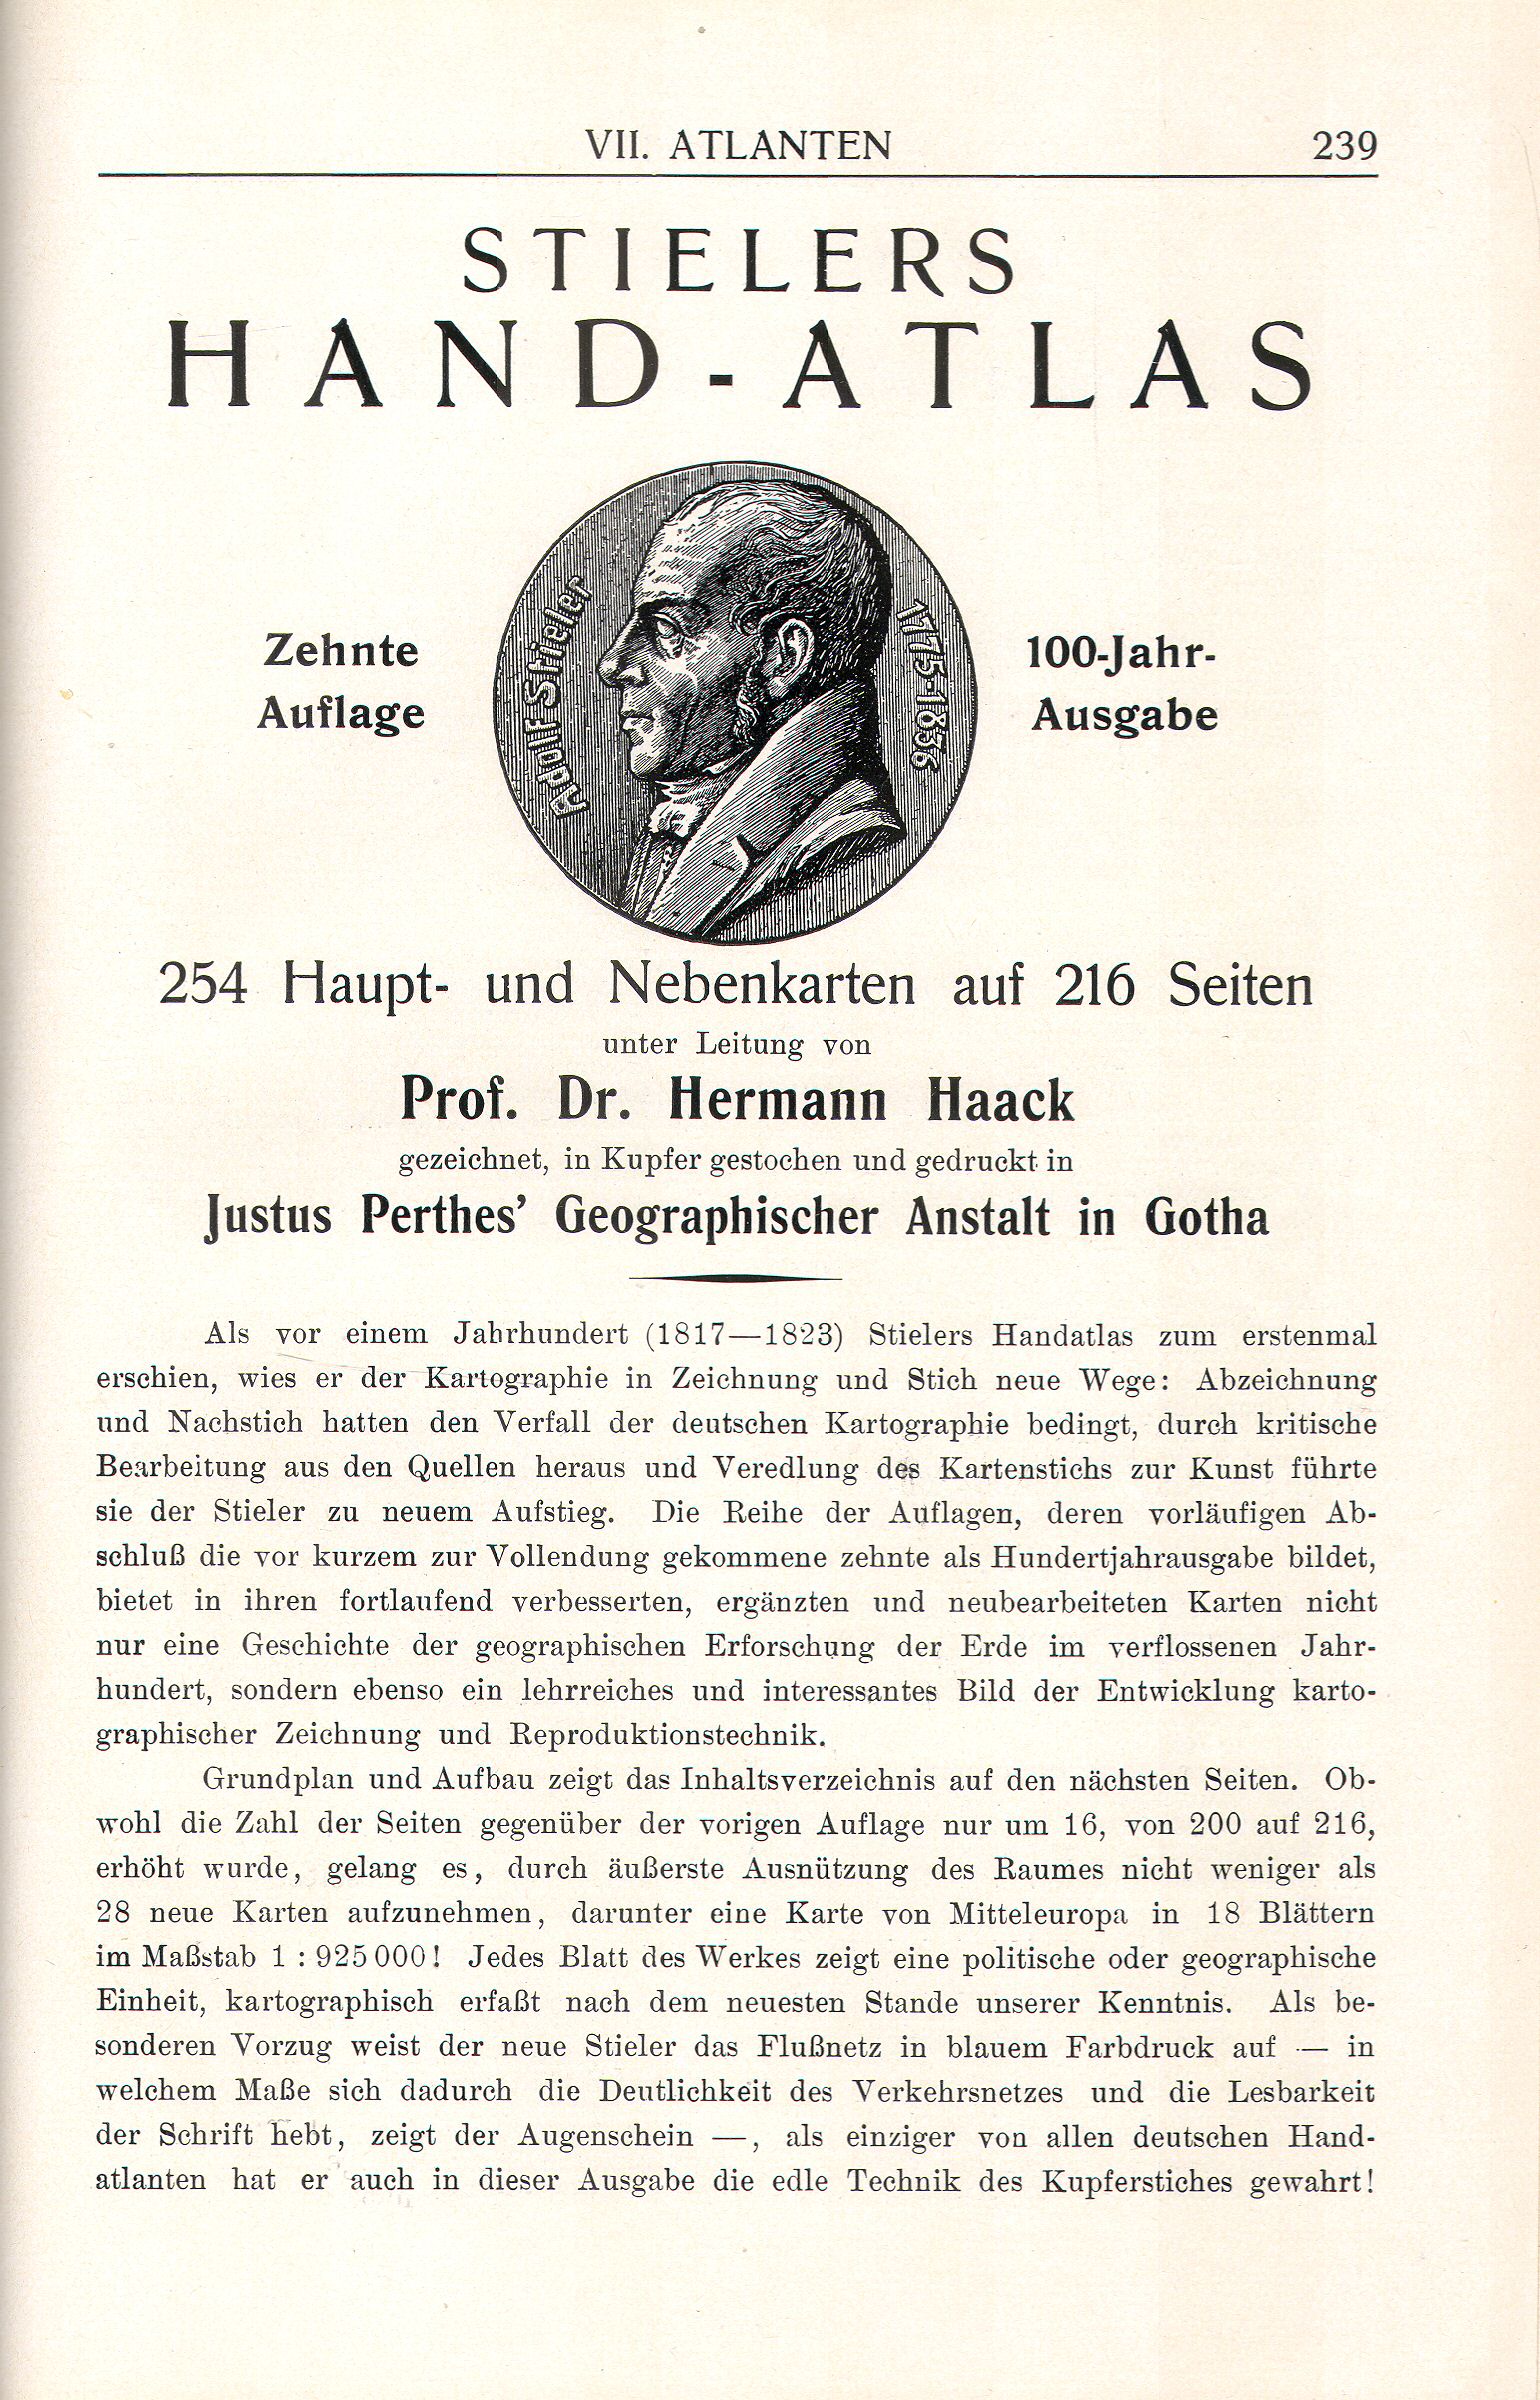 VII. ATLANTEN 239
STIELERS
HAND-ATLAS
Zehnte
Auflage
Adolf Stieler
1775-1836
100-Jahr-
Ausgabe
254 Haupt- und Nebenkarten auf 216 Seiten
unter Leitung von
Prof. Dr. Hermann Haack
gezeichnet, in Kupfer gestochen und gedruckt in
Justus Perthes’ Geographischer Anstalt in Gotha
Als vor einem Jahrhundert (1817—1823) Stielers Handatlas zum erstenmal
erschien, wies er der Kartographie in Zeichnung und Stich neue Wege: Abzeichnung
und Nachstich hatten den Verfall der deutschen Kartographie bedingt, durch kritische
Bearbeitung aus den Quellen heraus und Veredlung des Kartenstichs zur Kunst führte
sie der Stieler zu neuem Aufstieg. Die Reihe der Auflagen, deren vorläufigen Ab-
schluß die vor kurzem zur Vollendung gekommene zehnte als Hundertjahrausgabe bildet,
bietet in ihren fortlaufend verbesserten, ergänzten und neubearbeiteten Karten nicht
nur eine Geschichte der geographischen Erforschung der Erde im verflossenen Jahr-
hundert, sondern ebenso ein lehrreiches und interessantes Bild der Entwicklung karto-
graphischer Zeichnung und Reproduktionstechnik.
Grundplan und Aufbau zeigt das Inhaltsverzeichnis auf den nächsten Seiten. Ob-
wohl die Zahl der Seiten gegenüber der vorigen Auflage nur um 16, von 200 auf 216,
erhöht wurde, gelang es, durch äußerste Ausnützung des Raumes nicht weniger als
28 neue Karten aufzunehmen, darunter eine Karte von Mitteleuropa in 18 Blättern
im Maßstab 1 : 925 000! Jedes Blatt des Werkes zeigt eine politische oder geographische
Einheit, kartographisch erfaßt nach dem neuesten Stande unserer Kenntnis. Als be-
sonderen Vorzug weist der neue Stieler das Flußnetz in blauem Farbdruck auf — in
welchem Maße sich dadurch die Deutlichkeit des Verkehrsnetzes und die Lesbarkeit
der Schrift hebt, zeigt der Augenschein —, als einziger von allen deutschen Hand-
atlanten hat er auch in dieser Ausgabe die edle Technik des Kupferstiches gewahrt!